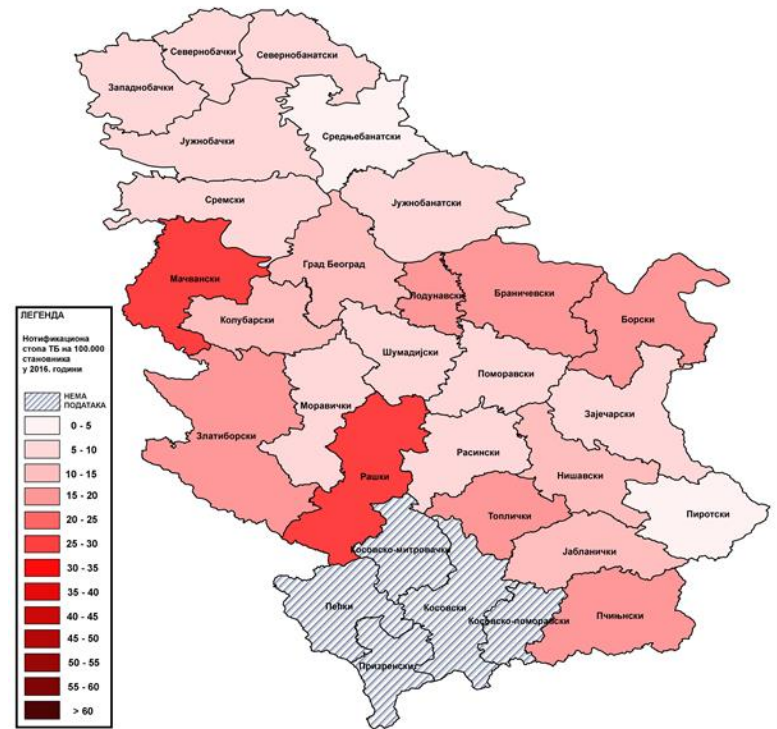 Севернобачки
Севернобанатски
Западнобачки
Јужнобачки
Средњебанатски
Сремски
Јужнобанатски
Мачвански
Град Београд
Подунавски
Браничевски
Борски
Колубарски
Шумадијски
Поморавски
Зајечарски
Златиборски
Моравички
Рашки
Расински
Нишавски
Топлички
Пиротски
Јабланички
Косовско-митровачки
Пећки
Косовски
Косовско-поморавски
Пчињнски
Призренски
ЛЕГЕНДА
Нотификациона
стопа ТБ на 100.000
становника
у 2016. години
НЕМА
ПОДАТАКА
0 - 5
5 - 10
10 - 15
15 - 20
20 - 25
25 - 30
30 - 35
35 - 40
40 - 45
45 - 50
50 - 55
55 - 60
> 60